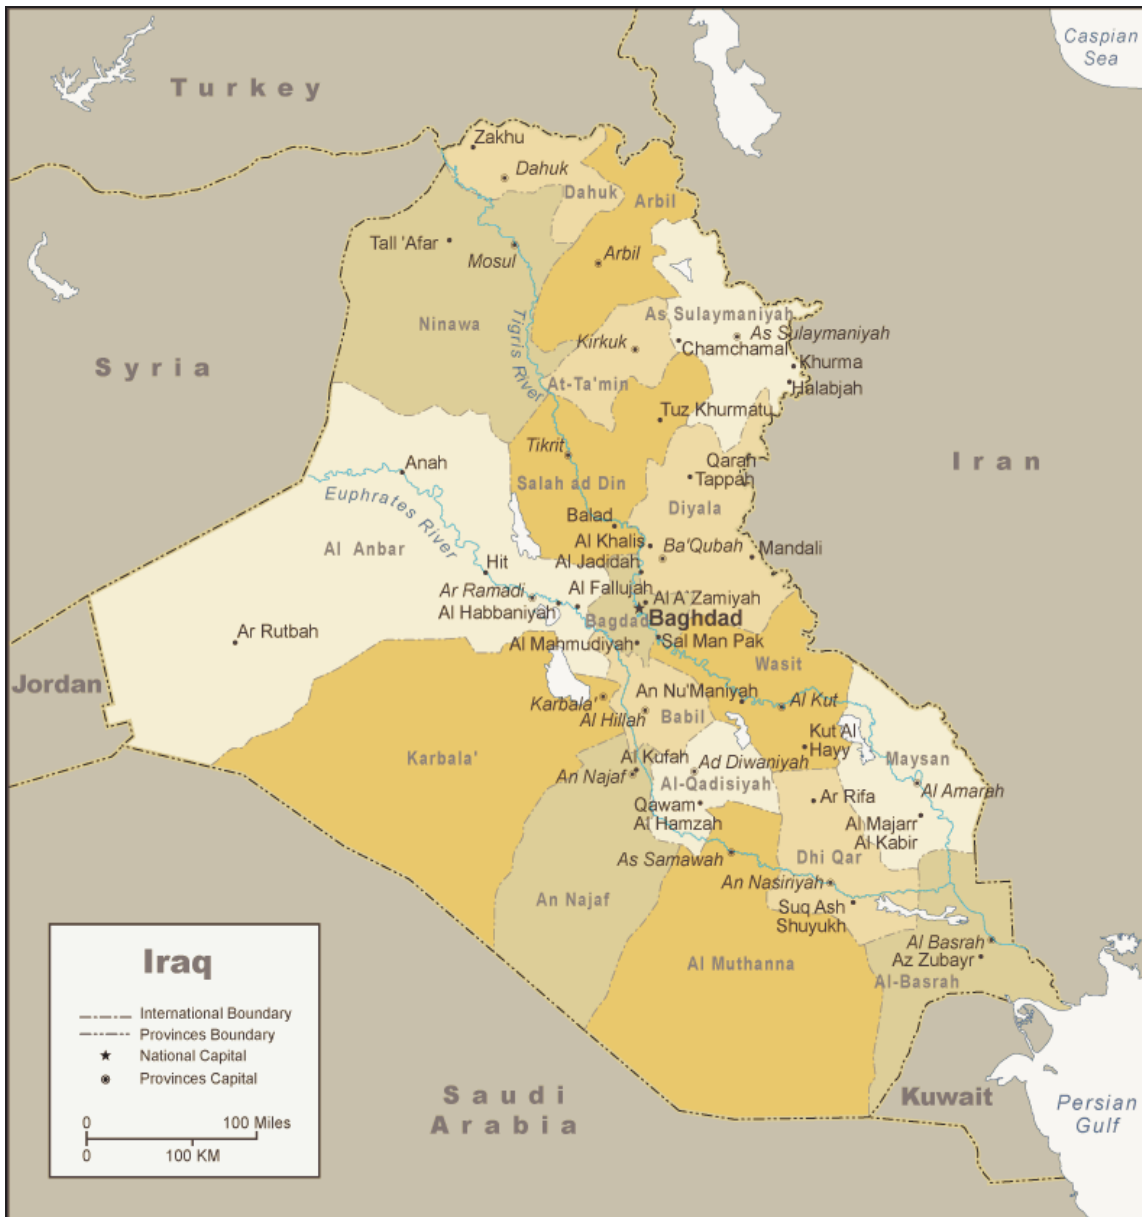 Caspian
Sea
Turkey
Zakhu
Dahuk
Dahuk
Arbil
Tall 'Afar
Mosul
Arbil
Ninawa
Tigris River
As Sulaymaniyah
As Sulaymaniyah
Kirkuk
Chamchamal
Syria
Khurma
At-Ta'min
Halabjah
Tuz Khurmatu
Tikrit
Iran
Anah
Qarah
Tappah
Euphrates River
Salah ad Din
Diyala
Balad
Al Khalis
Ba'Qubah
Mandali
Al Anbar
Hit
Al Jadidah
Ar Ramadi
Al Fallujah
Al A'Zamiyah
Al Habbaniyah
Bagdad
Baghdad
Ar Rutbah
Al Mahmudiyah
Sal Man Pak
Wasit
Jordan
Karbala'
An Nu'Maniyah
Al Kut
Al Hillah
Babil
Kut Al
Hayy
Karbala'
Al Kufah
Ad Diwaniyah
Maysan
An Najaf
Al-Qadisiyah
Al Amarah
Qawam
Al Hamzah
Ar Rifa
Al Majarr
Al Kabir
As Samawah
Dhi Qar
An Nasiriyah
An Najaf
Suq Ash
Shuyukh
Al Basrah
Az Zubayr
Al Muthanna
Al-Basrah
Iraq
International Boundary
Provinces Boundary
National Capital
Provinces Capital
0 100 Miles
0 100 KM
Saudi
Arabia
Kuwait
Persian
Gulf